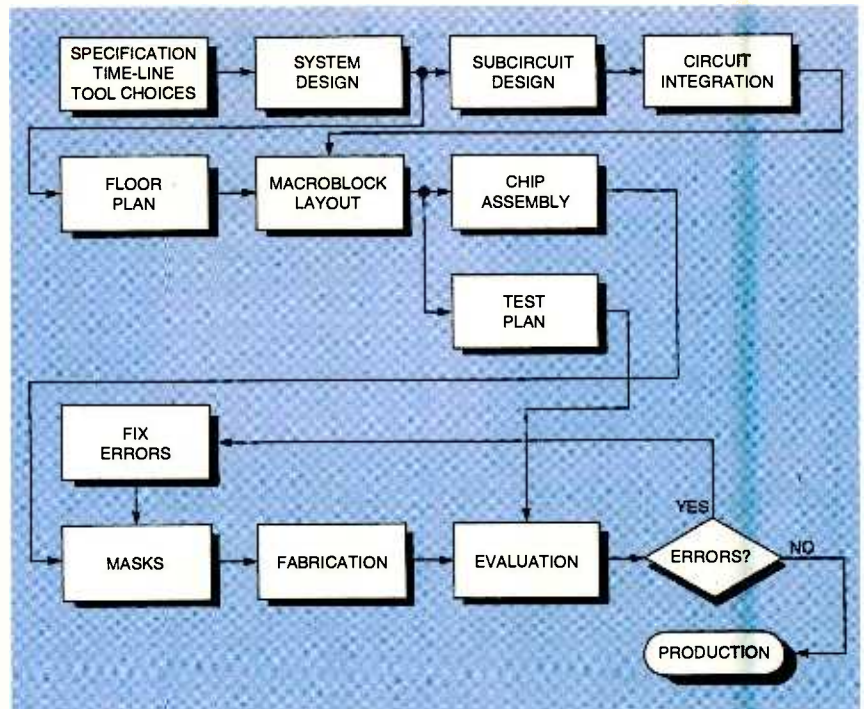 SPECIFICATION
TIME-LINE
TOOL CHOICES
SYSTEM
DESIGN
SUBCIRCUIT
DESIGN
CIRCUIT
INTEGRATION
FLOOR
PLAN
MACROBLOCK
LAYOUT
CHIP
ASSEMBLY
TEST
PLAN
FIX
ERRORS
YES
MASKS
FABRICATION
EVALUATION
ERRORS?
NO
PRODUCTION